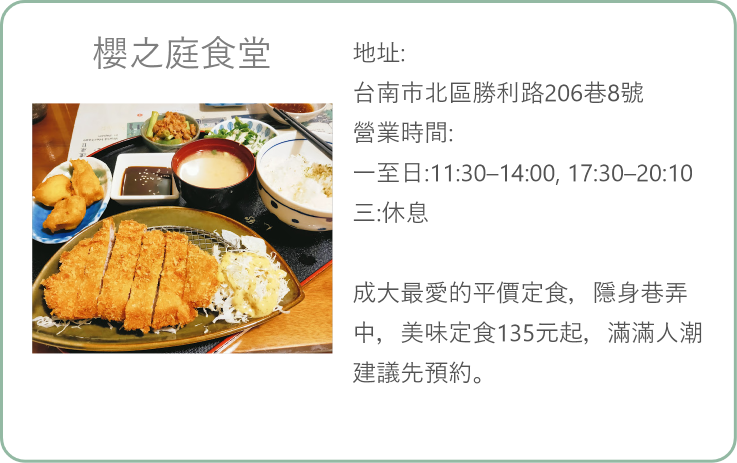 櫻之庭食堂
地址:
台南市北區勝利路206巷8號
營業時間:
一至日:11:30–14:00, 17:30–20:10
三:休息
成大最愛的平價定食，隱身巷弄
中，美味定食135元起，滿滿人潮
建議先預約。